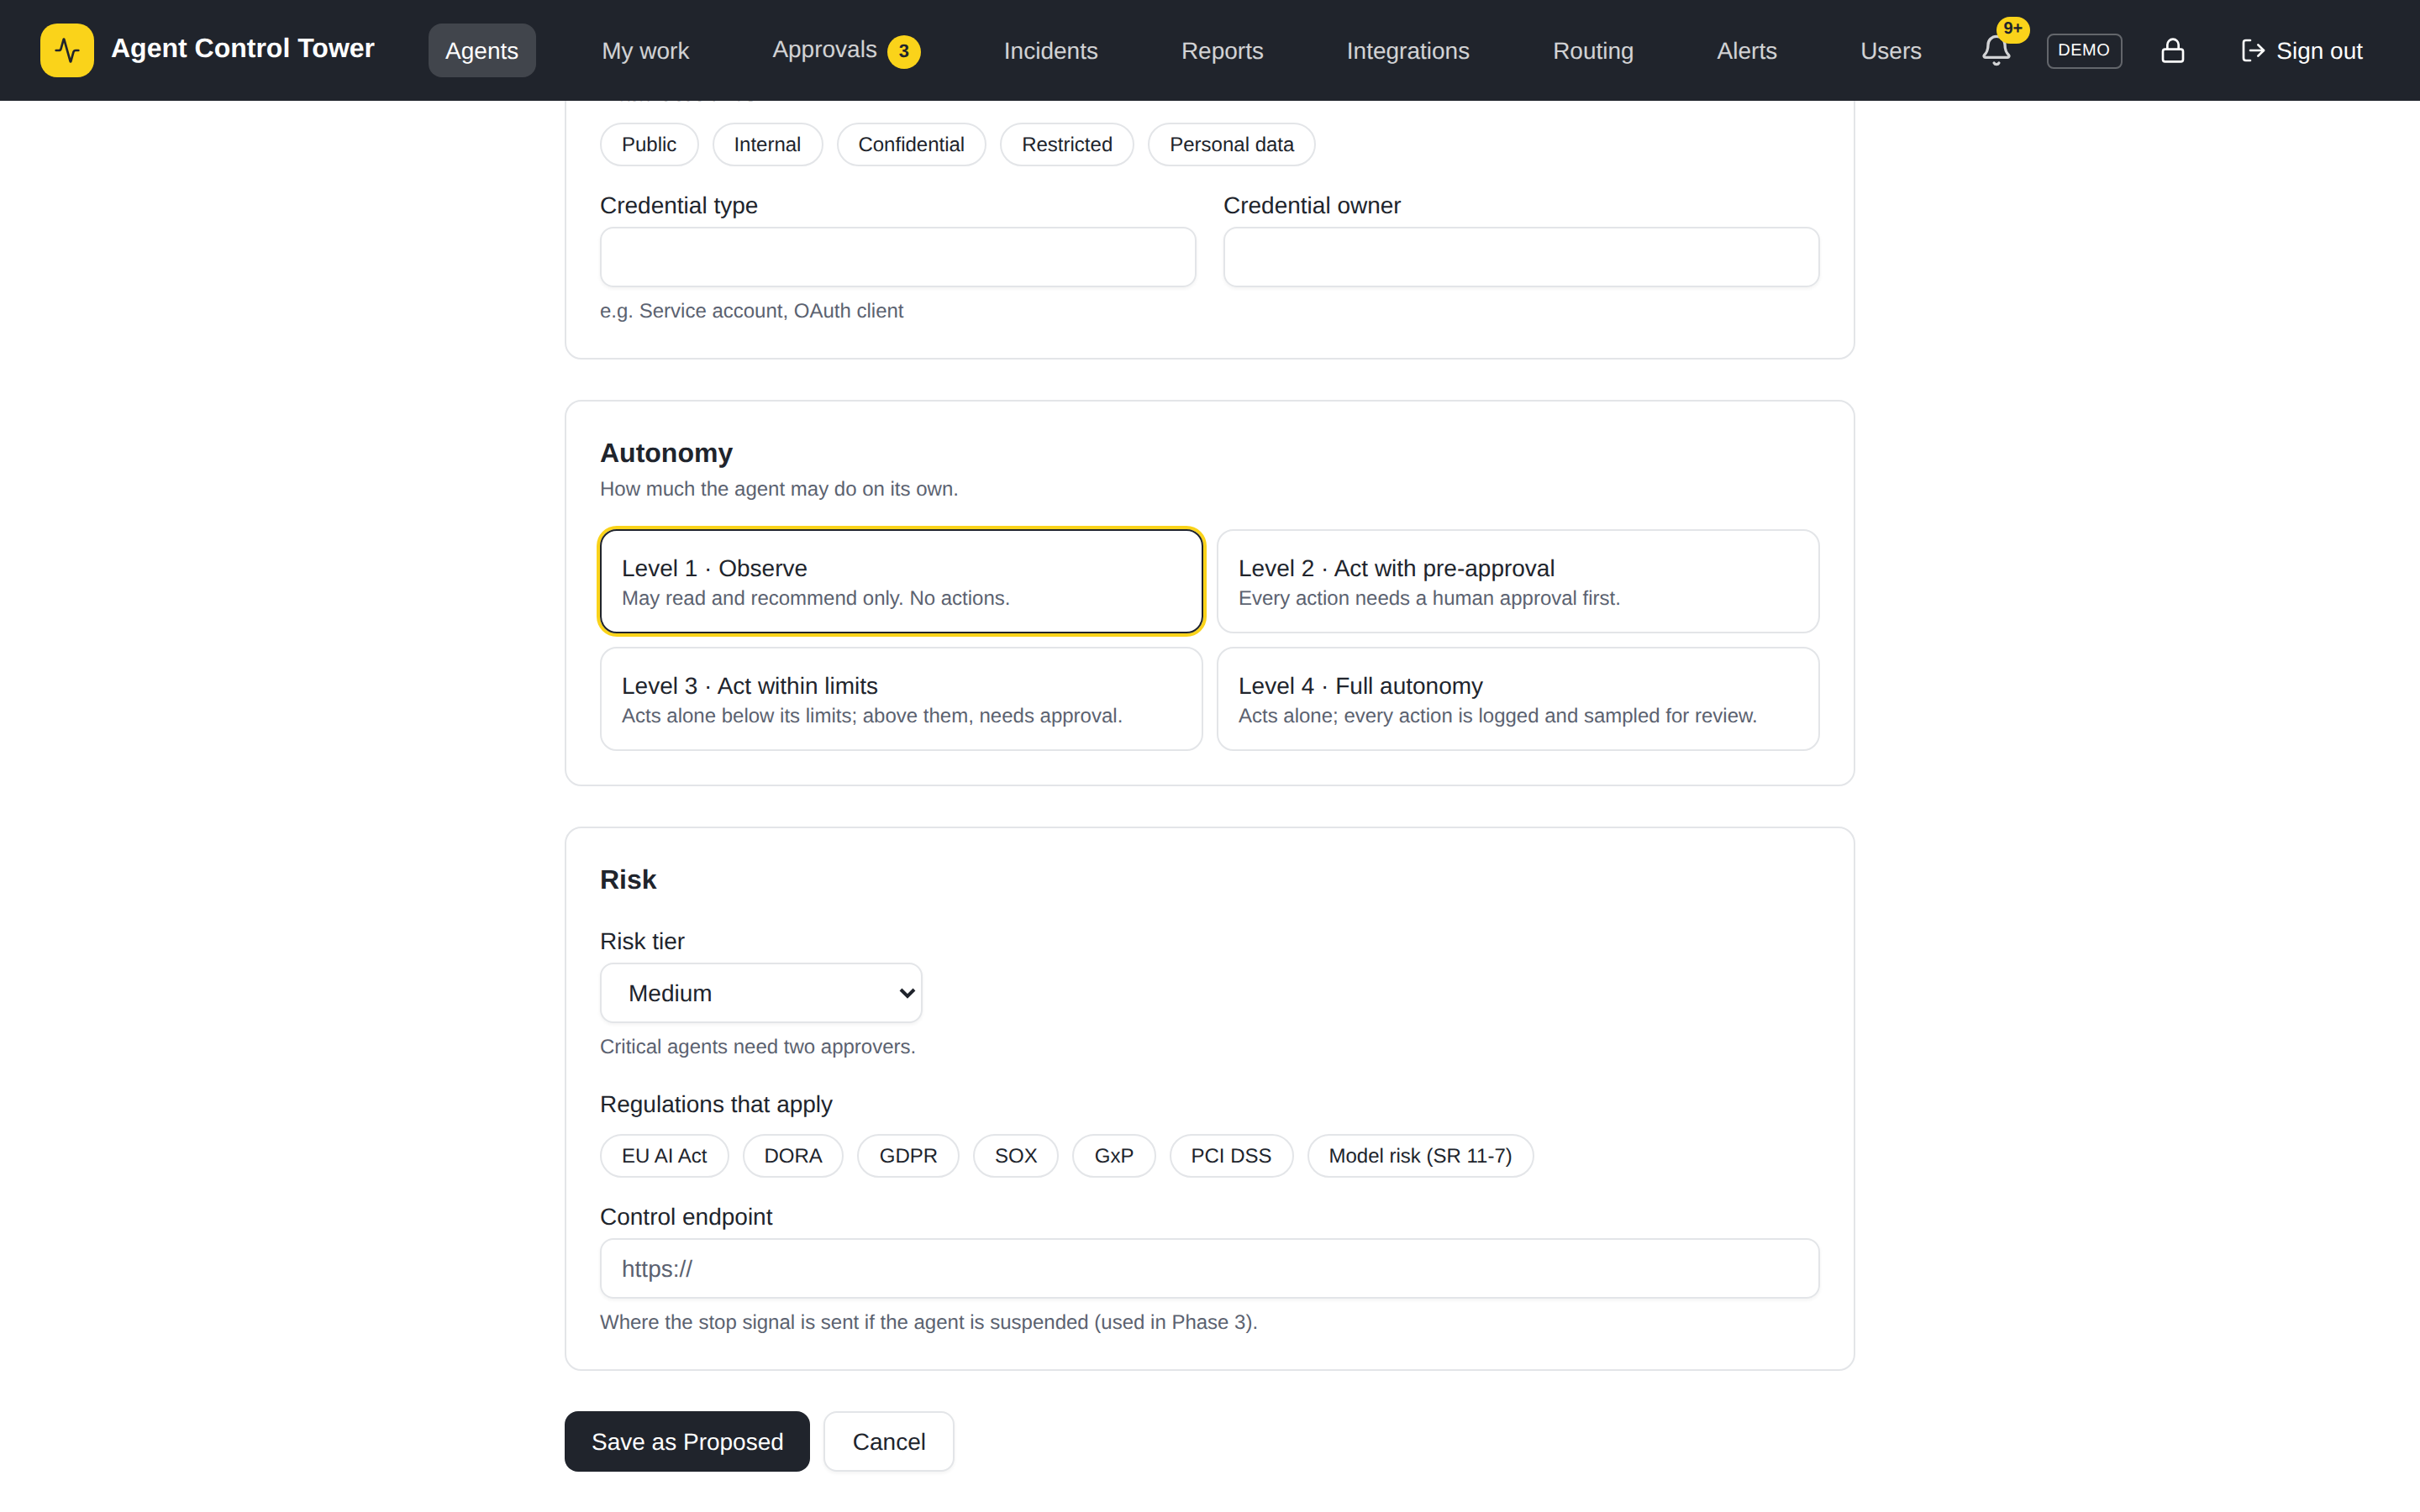 Agent Control Tower
Agents
My work
Approvals 3
Incidents
Reports
Integrations
Routing
Alerts
Users
9+
DEMO
Sign out
Public
Internal
Confidential
Restricted
Personal data
Credential type
Credential owner
e.g. Service account, OAuth client
Autonomy
How much the agent may do on its own.
Level 1 · Observe
May read and recommend only. No actions.
Level 2 · Act with pre-approval
Every action needs a human approval first.
Level 3 · Act within limits
Acts alone below its limits; above them, needs approval.
Level 4 · Full autonomy
Acts alone; every action is logged and sampled for review.
Risk
Risk tier
Medium
Critical agents need two approvers.
Regulations that apply
EU AI Act
DORA
GDPR
SOX
GxP
PCI DSS
Model risk (SR 11-7)
Control endpoint
https://
Where the stop signal is sent if the agent is suspended (used in Phase 3).
Save as Proposed
Cancel